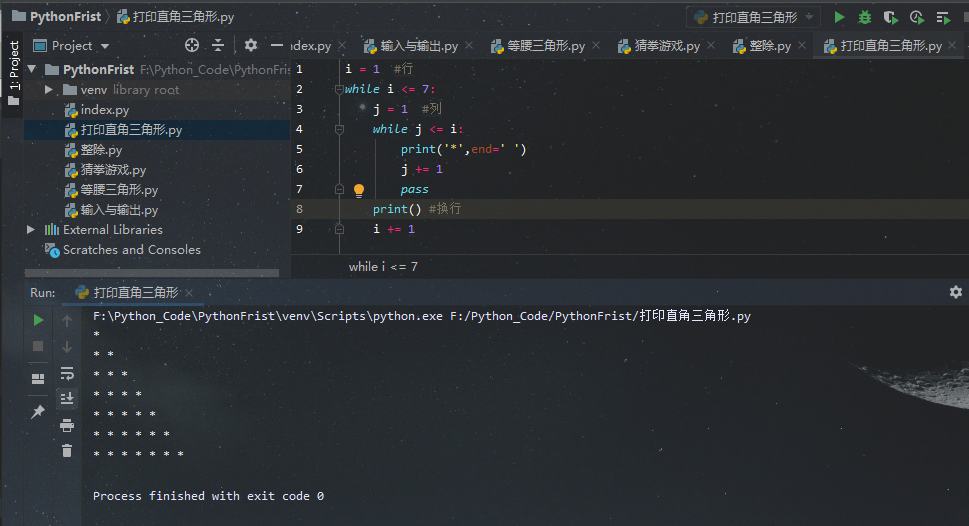 PythonFrist 打印直角三角形.py 打印直角三角形
1: Project
Project ndex.py 输入与输出.py 等腰三角形.py 猜拳游戏.py 整除.py 打印直角三角形.py
PythonFrist F:\Python_Code\PythonFris
venv library root
index.py
打印直角三角形.py
整除.py
猜拳游戏.py
等腰三角形.py
输入与输出.py
External Libraries
Scratches and Consoles
1 i = 1 #行
2 while i <= 7:
3 j = 1 #列
4 while j <= i:
5 print('*',end=' ')
6 j += 1
7 pass
8 print() #换行
9 i += 1
while i <= 7
Run: 打印直角三角形
F:\Python_Code\PythonFrist\venv\Scripts\python.exe F:/Python_Code/PythonFrist/打印直角三角形.py
*
* *
* * *
* * * *
* * * * *
* * * * * *
* * * * * * *
Process finished with exit code 0